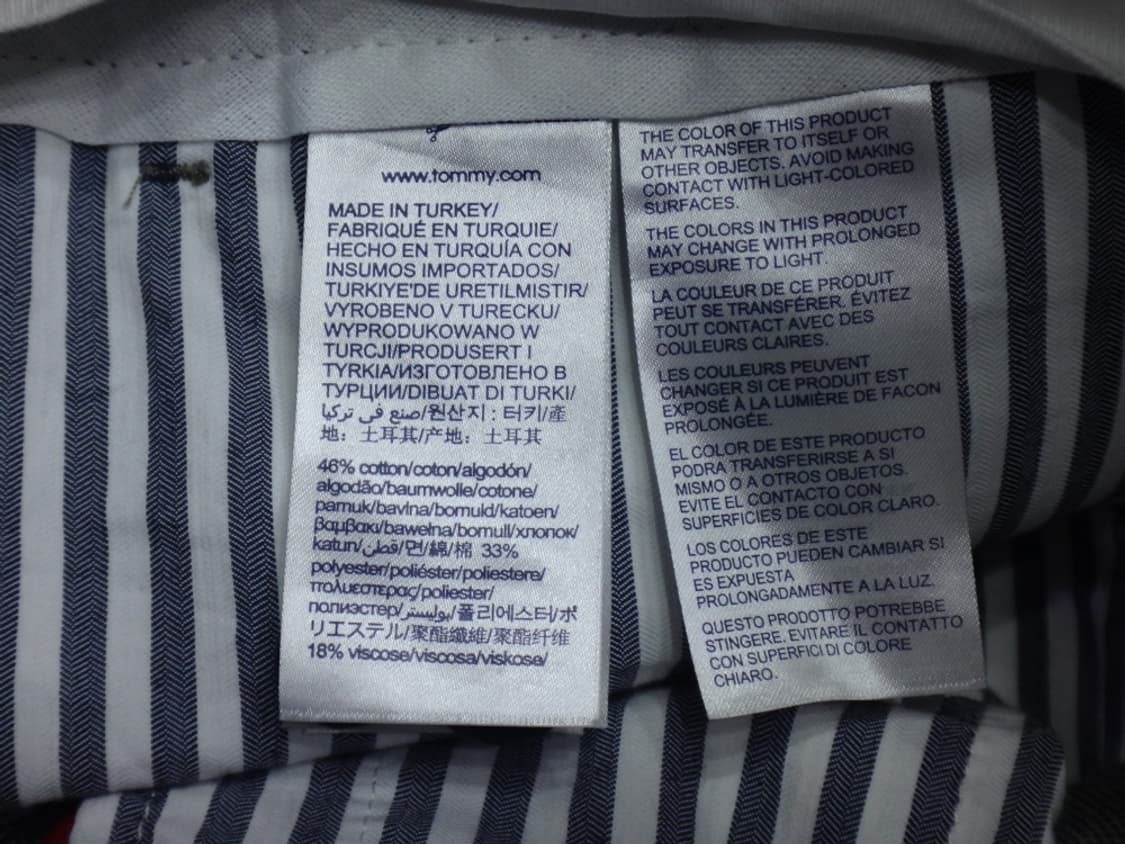 www.tommy.com
MADE IN TURKEY/
FABRIQUÉ EN TURQUIE/
HECHO EN TURQUÍA CON
INSUMOS IMPORTADOS/
TURKIYE'DE URETILMISTIR/
VYROBENO V TURECKU/
WYPRODUKOWANO W
TURCJI/PRODUSERT I
TYRKIA/ИЗГОТОВЛЕНО В
ТУРЦИИ/DIBUAT DI TURKI/
صنع في تركيا/원산지 : 터키/產
地：土耳其/产地：土耳其
46% cotton/coton/algodón/
algodão/baumwolle/cotone/
pamuk/bavlna/bomuld/katoen/
βαμβακι/bawełna/bomull/хлопок/
katun/قطن/면/綿/棉 33%
polyester/poliéster/poliestere/
πολυεστερας/poliester/
полиэстер/بوليستر/폴리에스터/ポ
リエステル/聚酯纖維/聚酯纤维
18% viscose/viscosa/viskose/
THE COLOR OF THIS PRODUCT
MAY TRANSFER TO ITSELF OR
OTHER OBJECTS. AVOID MAKING
CONTACT WITH LIGHT-COLORED
SURFACES.
THE COLORS IN THIS PRODUCT
MAY CHANGE WITH PROLONGED
EXPOSURE TO LIGHT.
LA COULEUR DE CE PRODUIT
PEUT SE TRANSFÉRER. ÉVITEZ
TOUT CONTACT AVEC DES
COULEURS CLAIRES.
LES COULEURS PEUVENT
CHANGER SI CE PRODUIT EST
EXPOSÉ À LA LUMIÈRE DE FACON
PROLONGÉE.
EL COLOR DE ESTE PRODUCTO
PODRA TRANSFERIRSE A SI
MISMO O A OTROS OBJETOS.
EVITE EL CONTACTO CON
SUPERFICIES DE COLOR CLARO.
LOS COLORES DE ESTE
PRODUCTO PUEDEN CAMBIAR SI
ES EXPUESTA
PROLONGADAMENTE A LA LUZ.
QUESTO PRODOTTO POTREBBE
STINGERE. EVITARE IL CONTATTO
CON SUPERFICI DI COLORE
CHIARO.